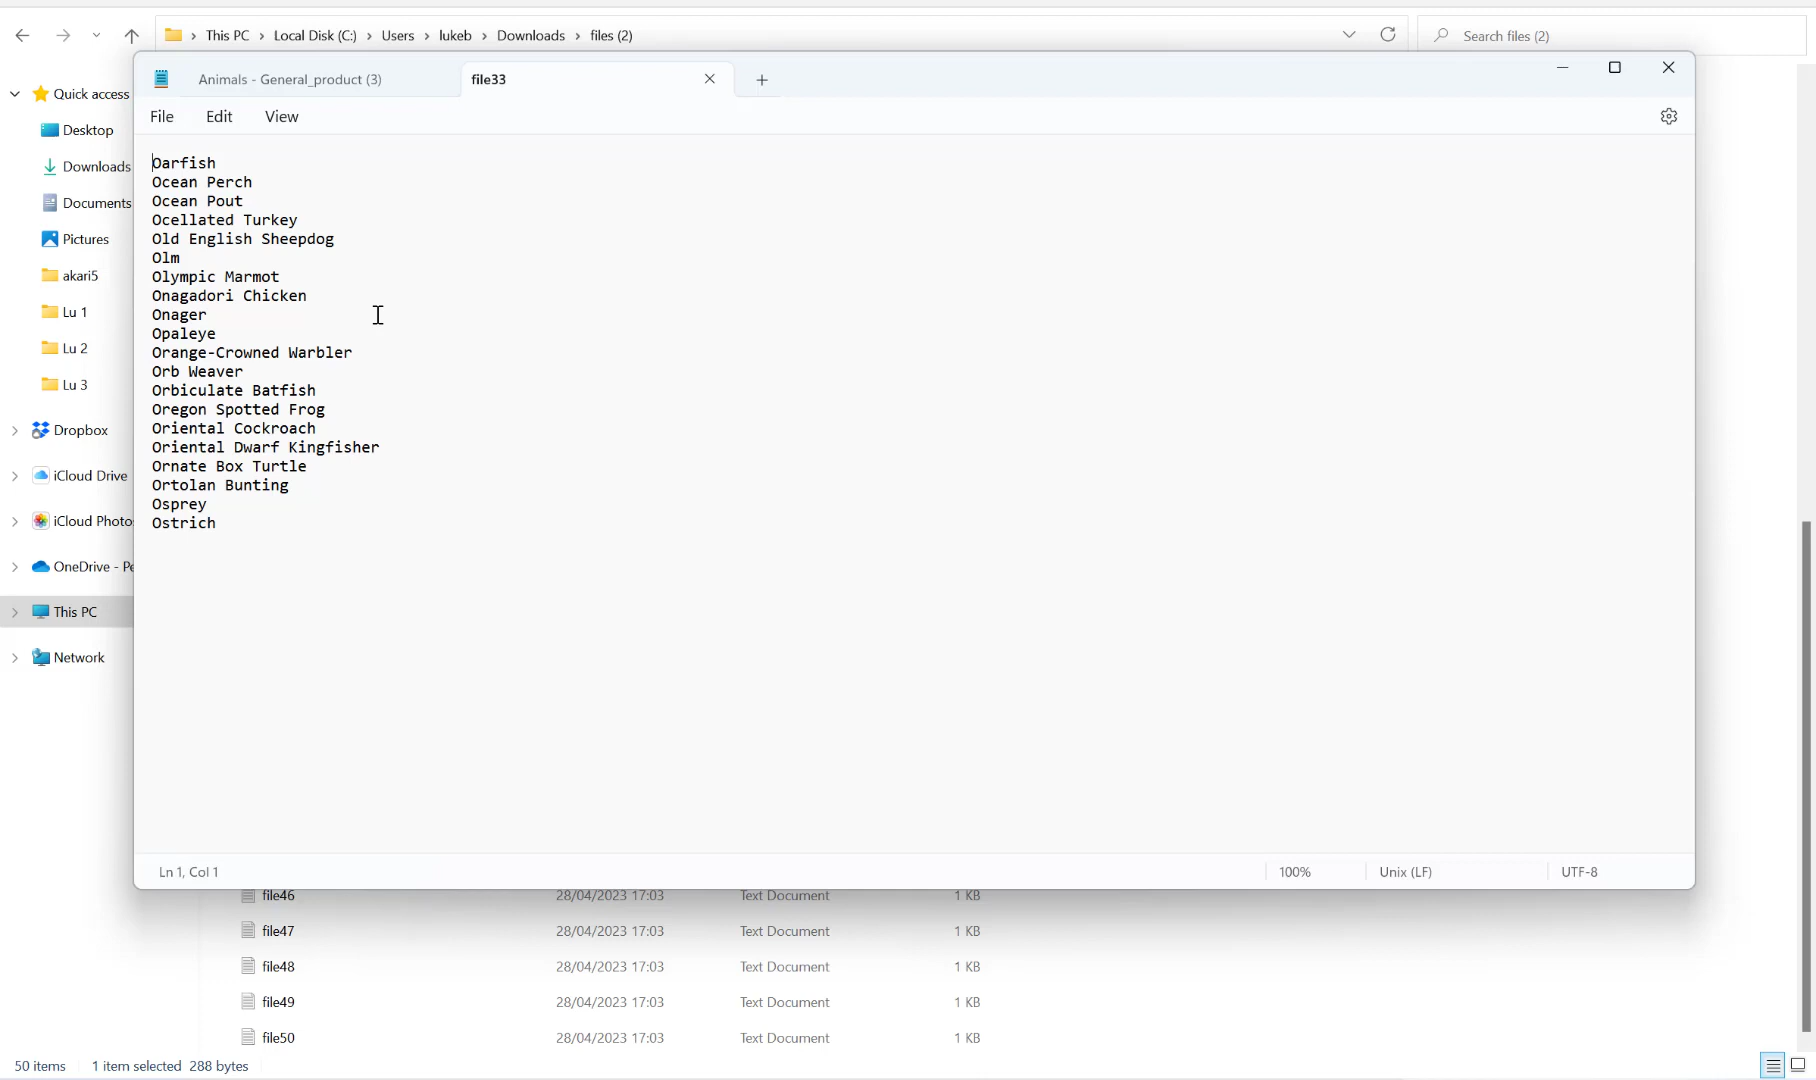 This PC > Local Disk (C:) > Users > lukeb > Downloads > files (2)
Search files (2)
Animals - General_product (3)
file33
File
Edit
View
Quick access
Desktop
Downloads
Documents
Pictures
akari5
Lu 1
Lu 2
Lu 3
Dropbox
iCloud Drive
iCloud Photo
OneDrive - Pe
This PC
Network
Oarfish
Ocean Perch
Ocean Pout
Ocellated Turkey
Old English Sheepdog
Olm
Olympic Marmot
Onagadori Chicken
Onager
Opaleye
Orange-Crowned Warbler
Orb Weaver
Orbiculate Batfish
Oregon Spotted Frog
Oriental Cockroach
Oriental Dwarf Kingfisher
Ornate Box Turtle
Ortolan Bunting
Osprey
Ostrich
Ln 1, Col 1
100%
Unix (LF)
UTF-8
file46 28/04/2023 17:03 Text Document 1 KB
file47 28/04/2023 17:03 Text Document 1 KB
file48 28/04/2023 17:03 Text Document 1 KB
file49 28/04/2023 17:03 Text Document 1 KB
file50 28/04/2023 17:03 Text Document 1 KB
50 items 1 item selected 288 bytes